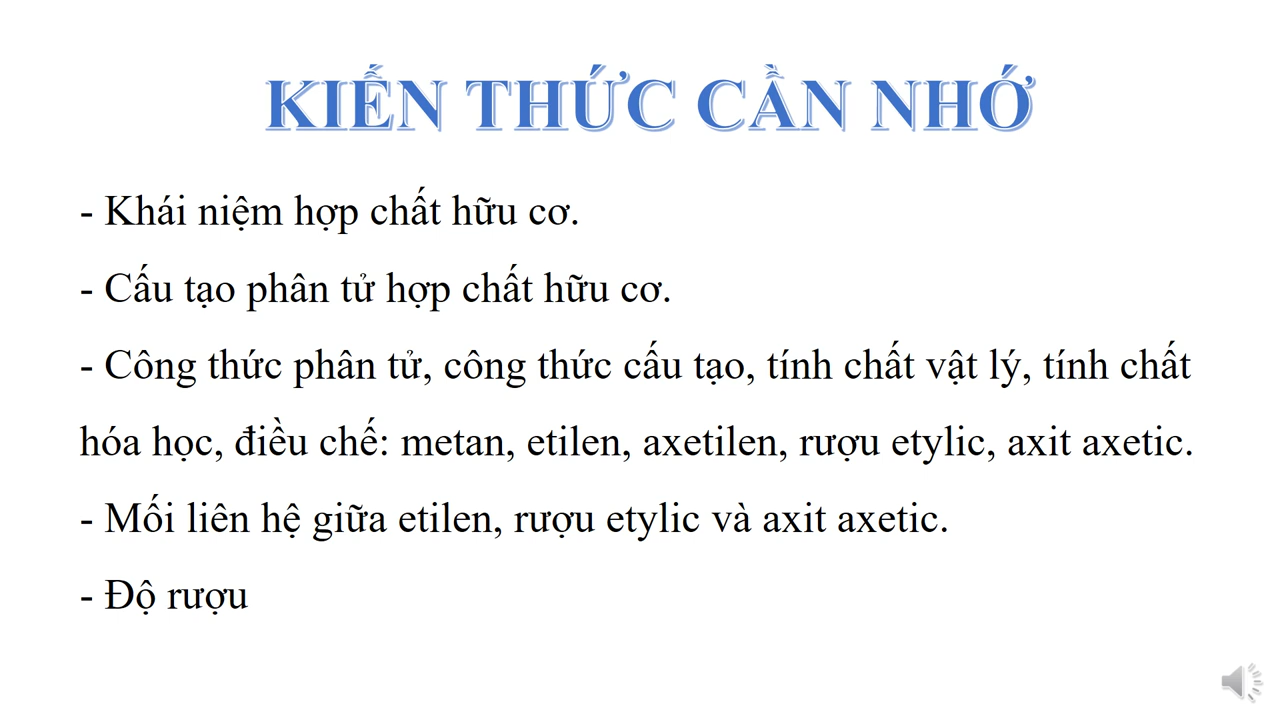 KIẾN THỨC CẦN NHỚ
- Khái niệm hợp chất hữu cơ.
- Cấu tạo phân tử hợp chất hữu cơ.
- Công thức phân tử, công thức cấu tạo, tính chất vật lý, tính chất
hóa học, điều chế: metan, etilen, axetilen, rượu etylic, axit axetic.
- Mối liên hệ giữa etilen, rượu etylic và axit axetic.
- Độ rượu